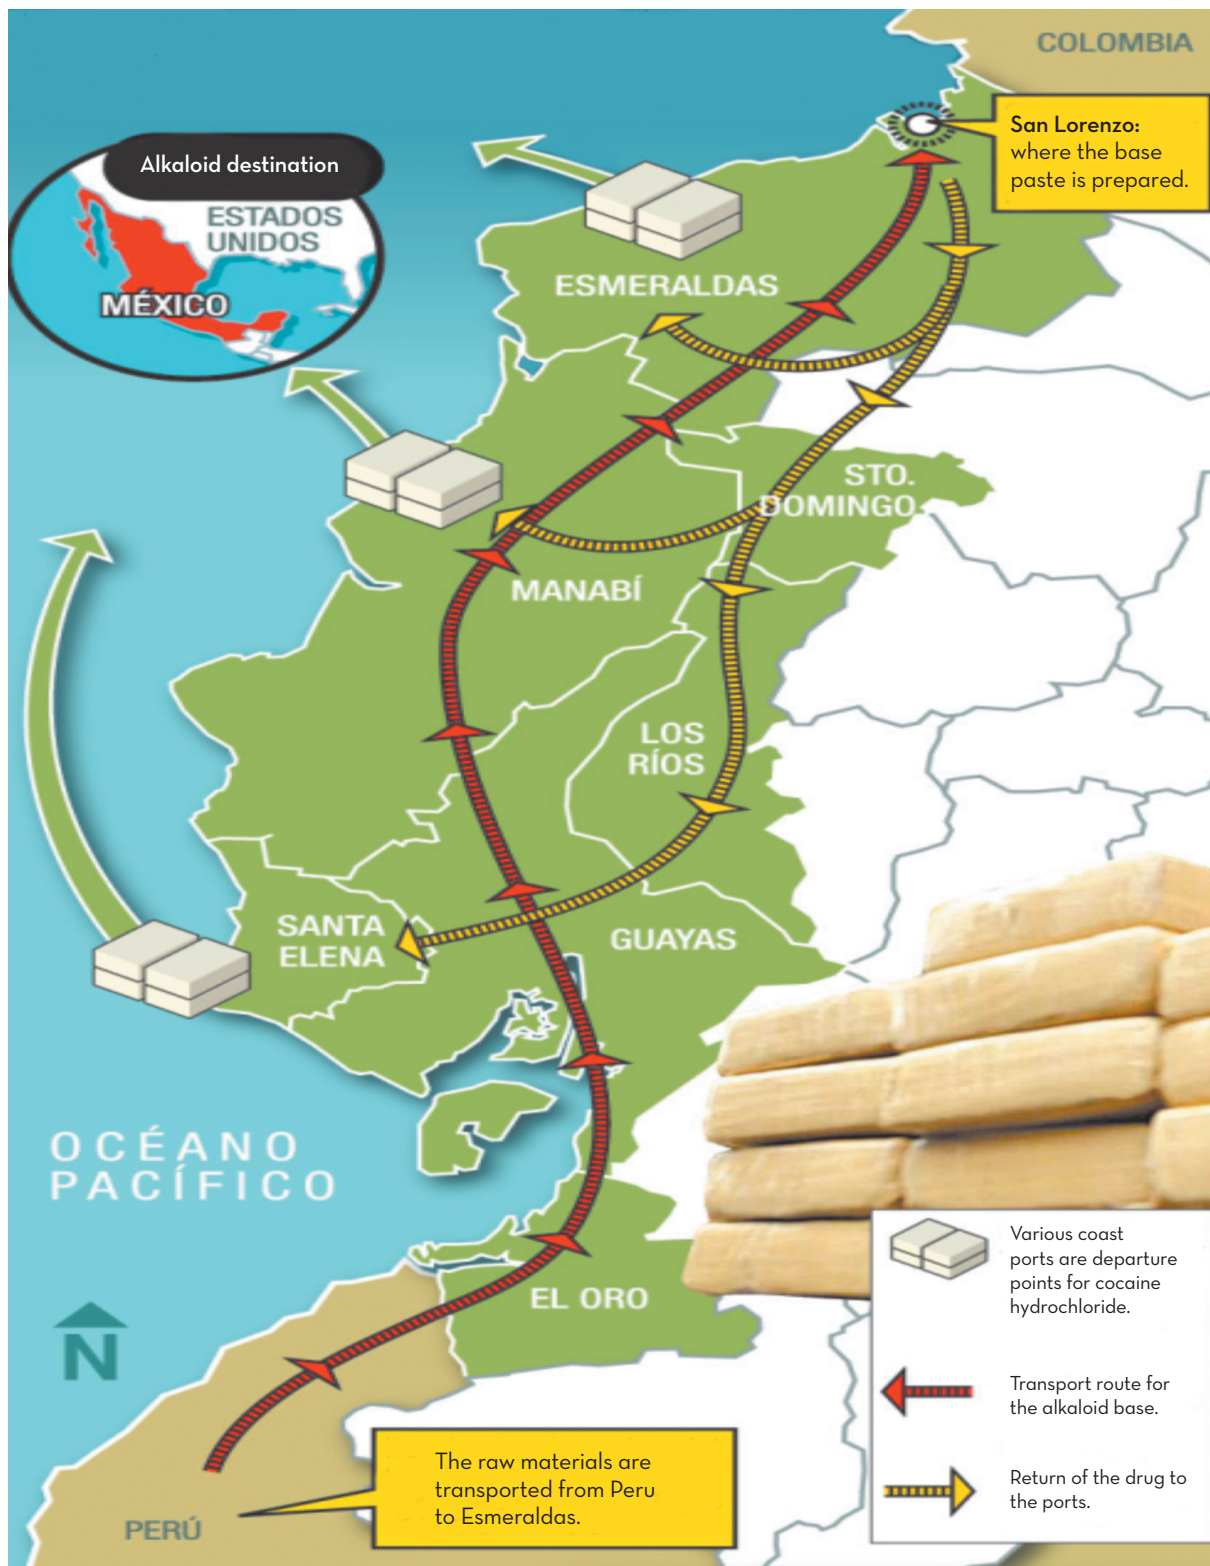 COLOMBIA
San Lorenzo:
where the base
paste is prepared.
Alkaloid destination
ESTADOS
UNIDOS
MÉXICO
ESMERALDAS
STO.
DOMINGO
MANABÍ
LOS
RÍOS
SANTA
ELENA
GUAYAS
OCÉANO
PACÍFICO
EL ORO
N
PERÚ
The raw materials are
transported from Peru
to Esmeraldas.
Various coast
ports are departure
points for cocaine
hydrochloride.
Transport route for
the alkaloid base.
Return of the drug to
the ports.